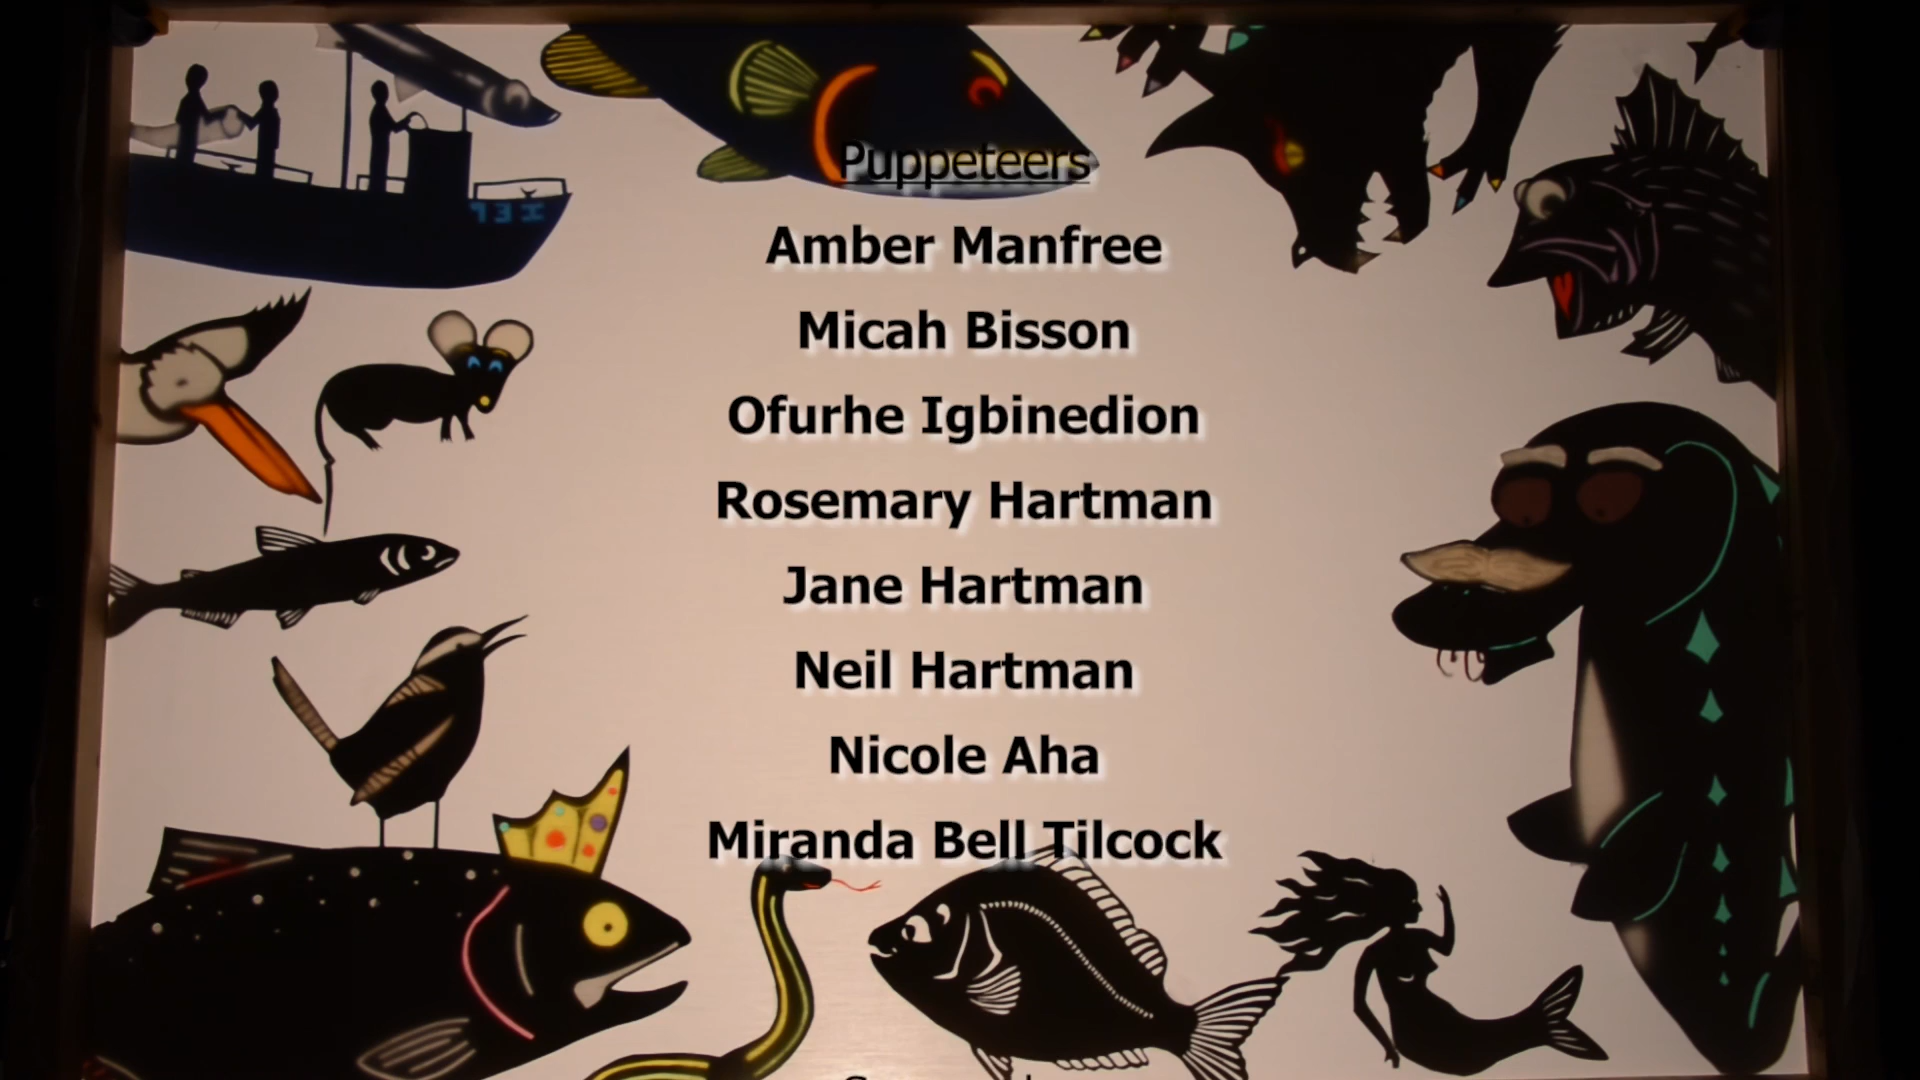 Puppeteers
Amber Manfree
Micah Bisson
Ofurhe Igbinedion
Rosemary Hartman
Jane Hartman
Neil Hartman
Nicole Aha
Miranda Bell Tilcock